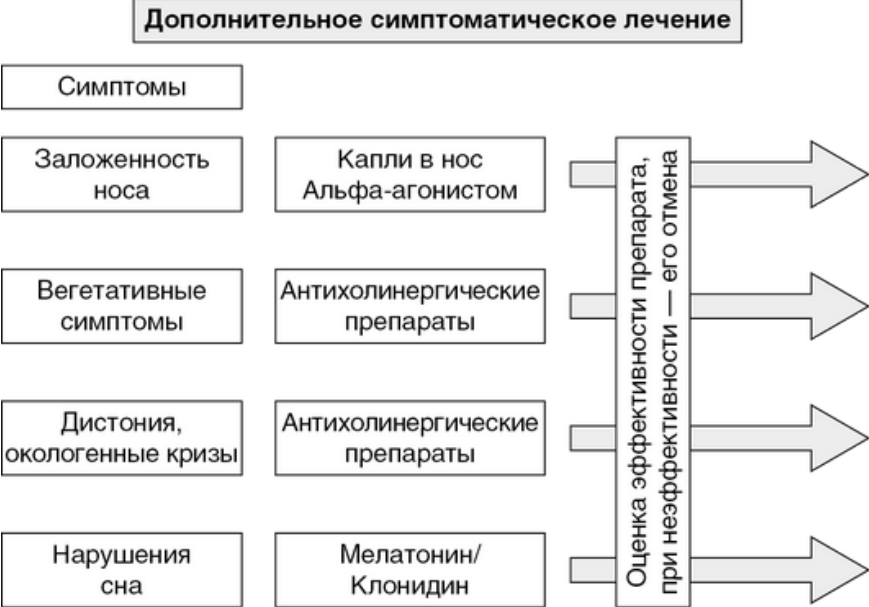 Дополнительное симптоматическое лечение
Симптомы
Заложенность
носа
Капли в нос
Альфа-агонистом
Вегетативные
симптомы
Антихолинергические
препараты
Дистония,
окологенные кризы
Антихолинергические
препараты
Нарушения
сна
Мелатонин/
Клонидин
Оценка эффективности препарата,
при неэффективности — его отмена